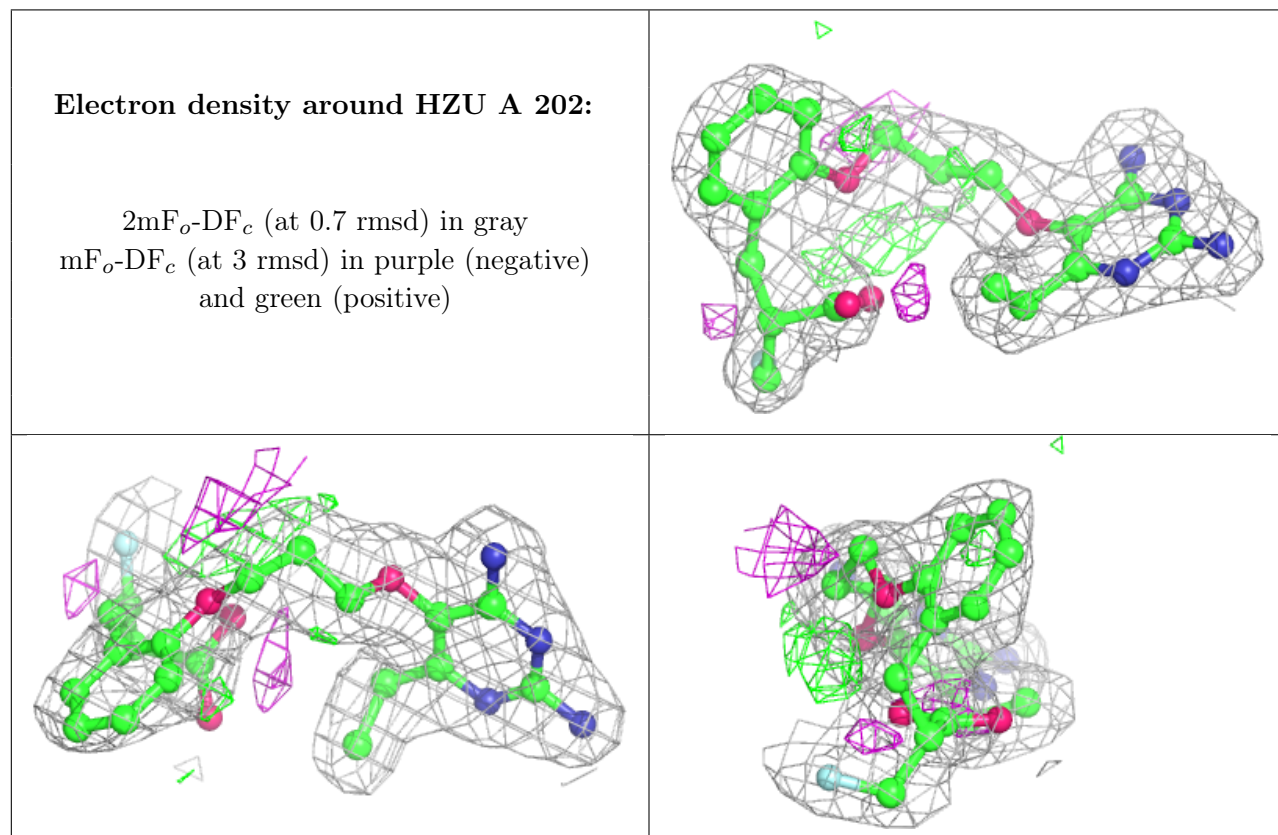 Electron density around HZU A 202:
2mFo-DFc (at 0.7 rmsd) in gray
mFo-DFc (at 3 rmsd) in purple (negative)
and green (positive)